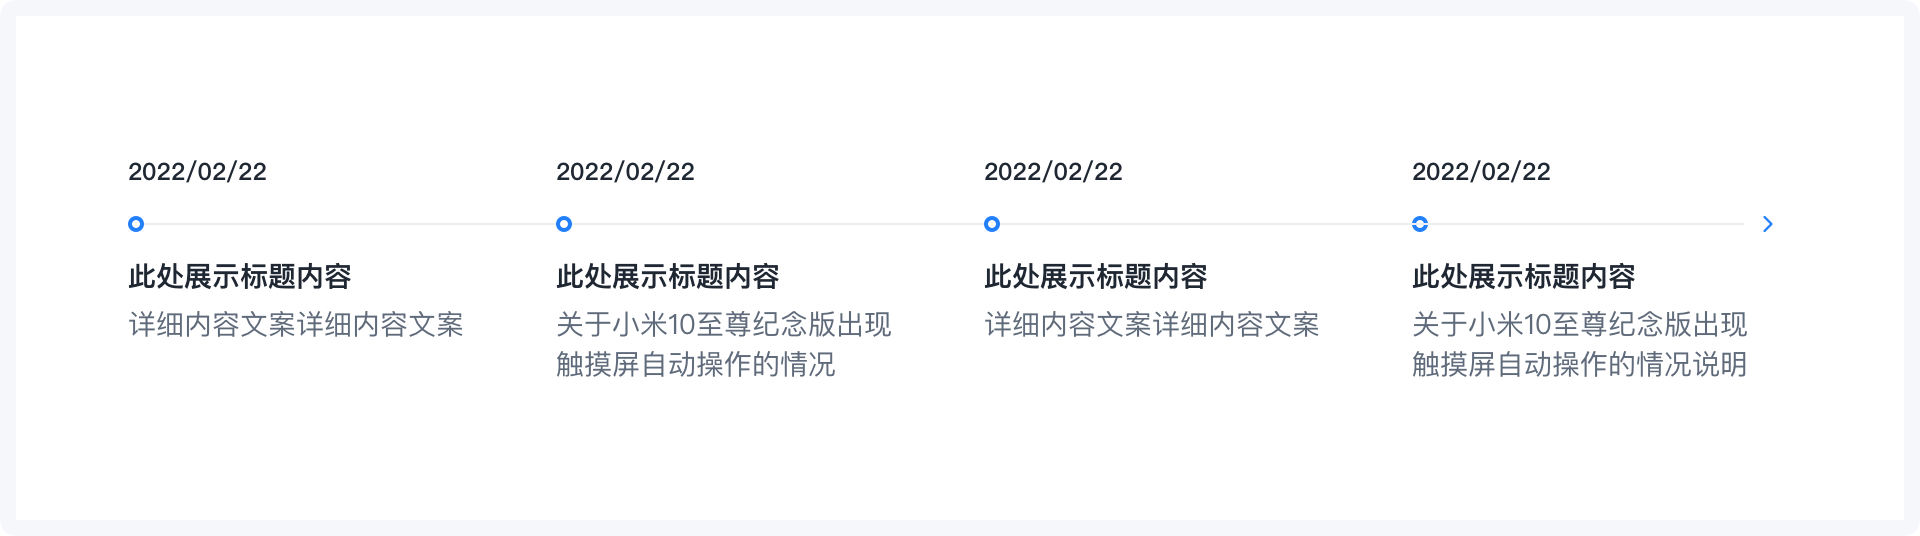 2022/02/22
此处展示标题内容
详细内容文案详细内容文案
2022/02/22
此处展示标题内容
关于小米10至尊纪念版出现
触摸屏自动操作的情况
2022/02/22
此处展示标题内容
详细内容文案详细内容文案
2022/02/22
此处展示标题内容
关于小米10至尊纪念版出现
触摸屏自动操作的情况说明